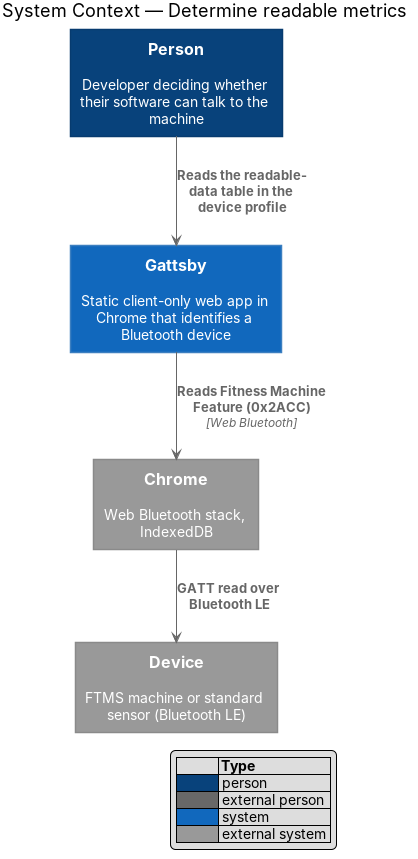 System Context — Determine readable metrics
Person
Developer deciding whether
their software can talk to the
machine
Reads the readable-
data table in the
device profile
Gattsby
Static client-only web app in
Chrome that identifies a
Bluetooth device
Reads Fitness Machine
Feature (0x2ACC)
[Web Bluetooth]
Chrome
Web Bluetooth stack,
IndexedDB
GATT read over
Bluetooth LE
Device
FTMS machine or standard
sensor (Bluetooth LE)
Type
person
external person
system
external system